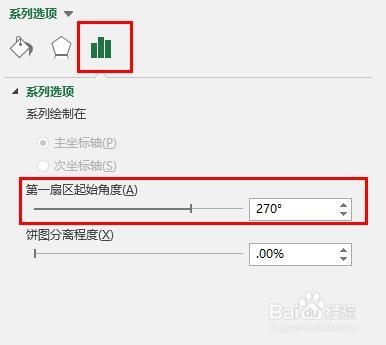 系列选项
系列选项
系列绘制在
主坐标轴(P)
次坐标轴(S)
第一扇区起始角度(A)
270°
饼图分离程度(X)
.00%
Baidu 经验
jingyan.baidu.com